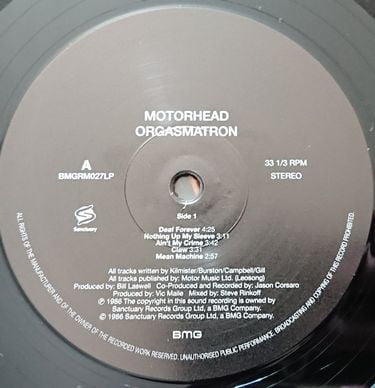 MOTORHEAD
ORGASMATRON
A
BMGRM027LP
33 1/3 RPM
STEREO
Sanctuary
Side 1
Deaf Forever 4:25
Nothing Up My Sleeve 3:11
Ain't My Crime 3:42
Claw 3:31
Mean Machine 2:57
All tracks written by Kilmister/Burston/Campbell/Gill
All tracks published by: Motor Music Ltd. (Leosong)
Produced by: Bill Laswell Co-Produced and Recorded by: Jason Corsaro
Produced by: Vic Maile Mixed by: Steve Rinkoff
℗ 1986 The copyright in this sound recording is owned by
Sanctuary Records Group Ltd, a BMG Company.
© 1986 Sanctuary Records Group Ltd, a BMG Company.
BMG
ALL RIGHTS OF THE MANUFACTURER AND OF THE OWNER OF THE RECORDED WORK RESERVED. UNAUTHORISED PUBLIC PERFORMANCE, BROADCASTING AND COPYING OF THIS RECORD PROHIBITED.